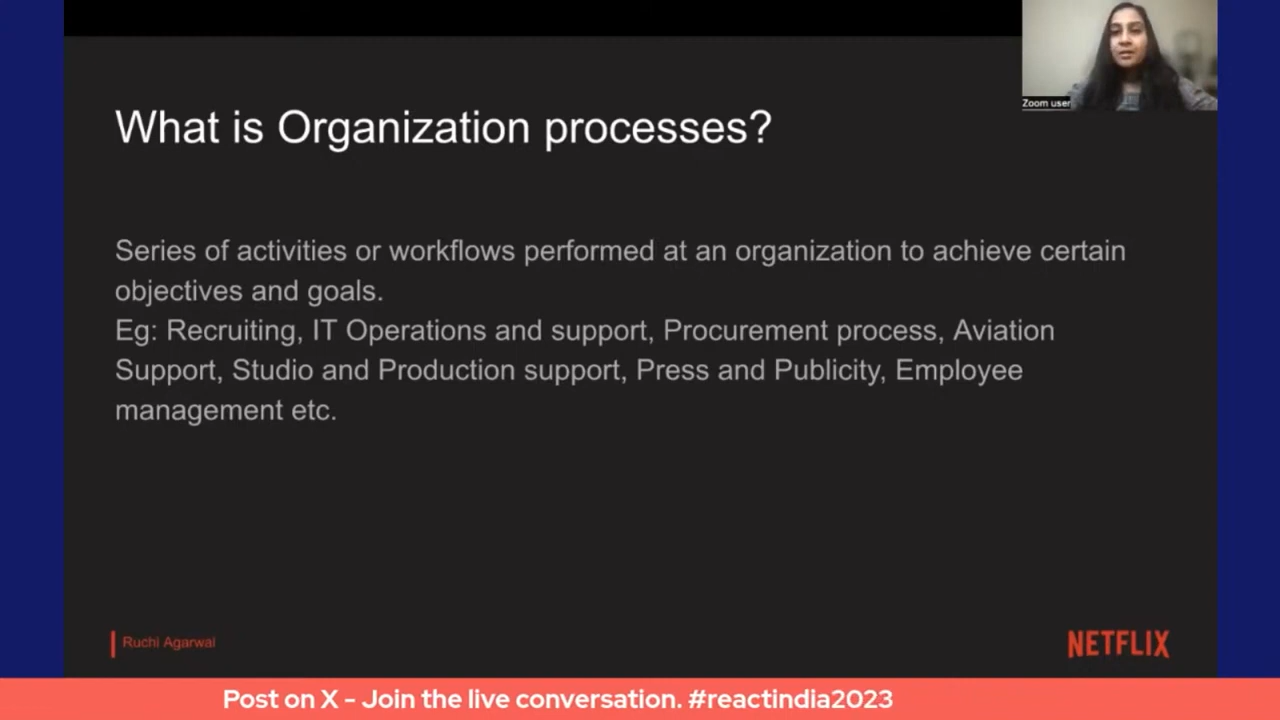 Zoom user
What is Organization processes?
Series of activities or workflows performed at an organization to achieve certain
objectives and goals.
Eg: Recruiting, IT Operations and support, Procurement process, Aviation
Support, Studio and Production support, Press and Publicity, Employee
management etc.
Ruchi Agarwal
NETFLIX
Post on X - Join the live conversation. #reactindia2023